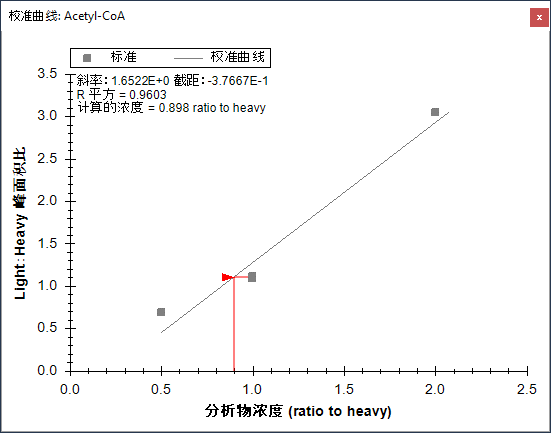 校准曲线: Acetyl-CoA
标准 校准曲线
斜率: 1.6522E+0 截距: -3.7667E-1
R 平方 = 0.9603
计算的浓度 = 0.898 ratio to heavy
3.5
3.0
2.5
2.0
1.5
1.0
0.5
0.0
Light:Heavy 峰面积比
0.0 0.5 1.0 1.5 2.0 2.5
分析物浓度 (ratio to heavy)